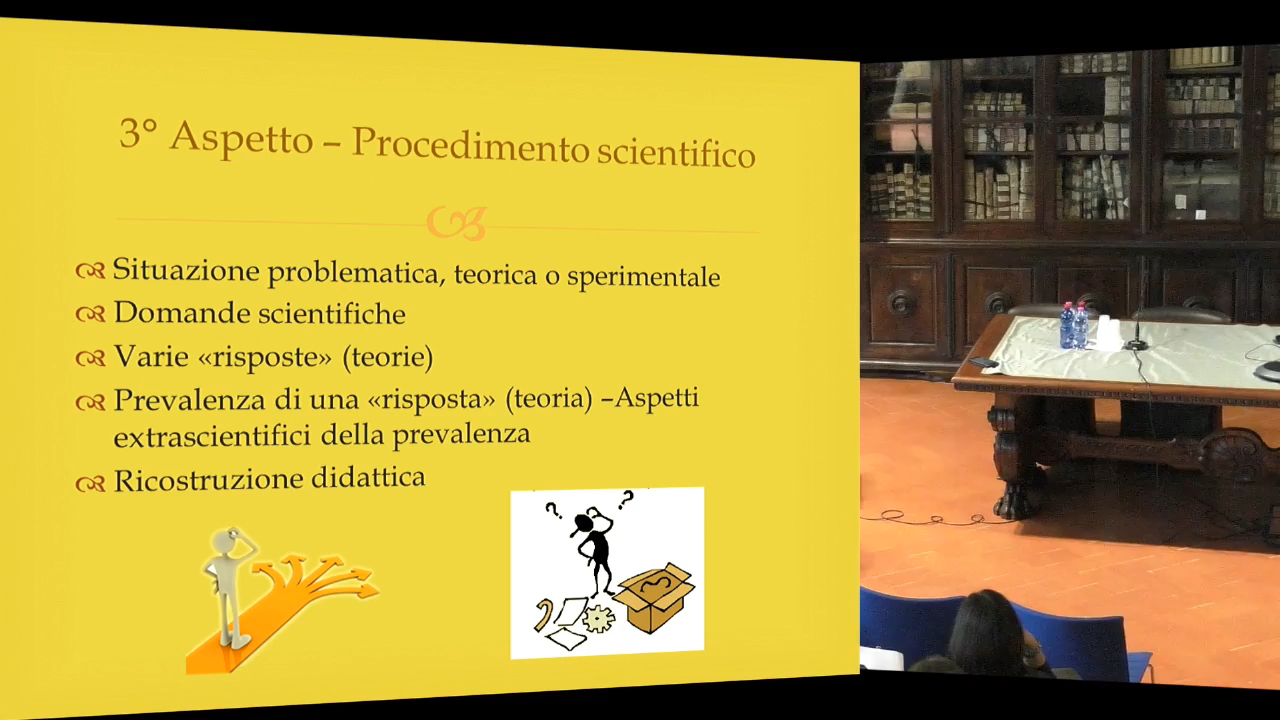 3° Aspetto – Procedimento scientifico
Situazione problematica, teorica o sperimentale
Domande scientifiche
Varie «risposte» (teorie)
Prevalenza di una «risposta» (teoria) –Aspetti
extrascientifici della prevalenza
Ricostruzione didattica
? ?